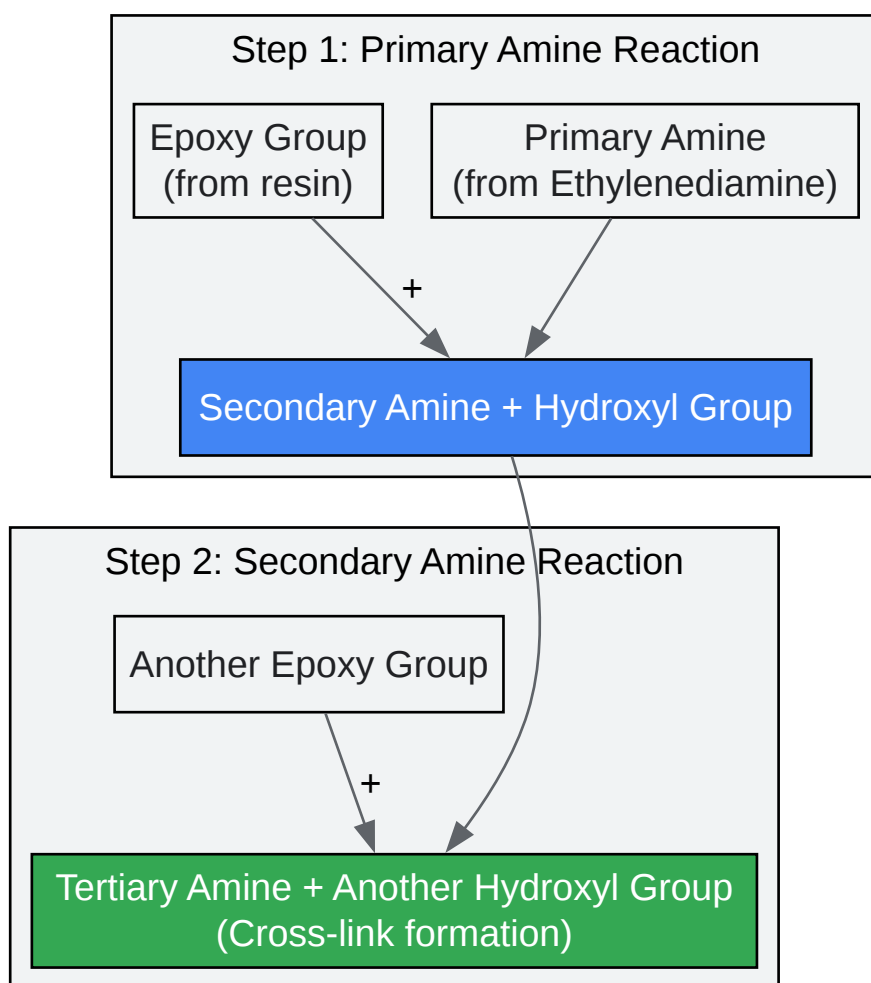 Step 1: Primary Amine Reaction
Epoxy Group
(from resin)
Primary Amine
(from Ethylenediamine)
+
Secondary Amine + Hydroxyl Group
Step 2: Secondary Amine Reaction
Another Epoxy Group
+
Tertiary Amine + Another Hydroxyl Group
(Cross-link formation)